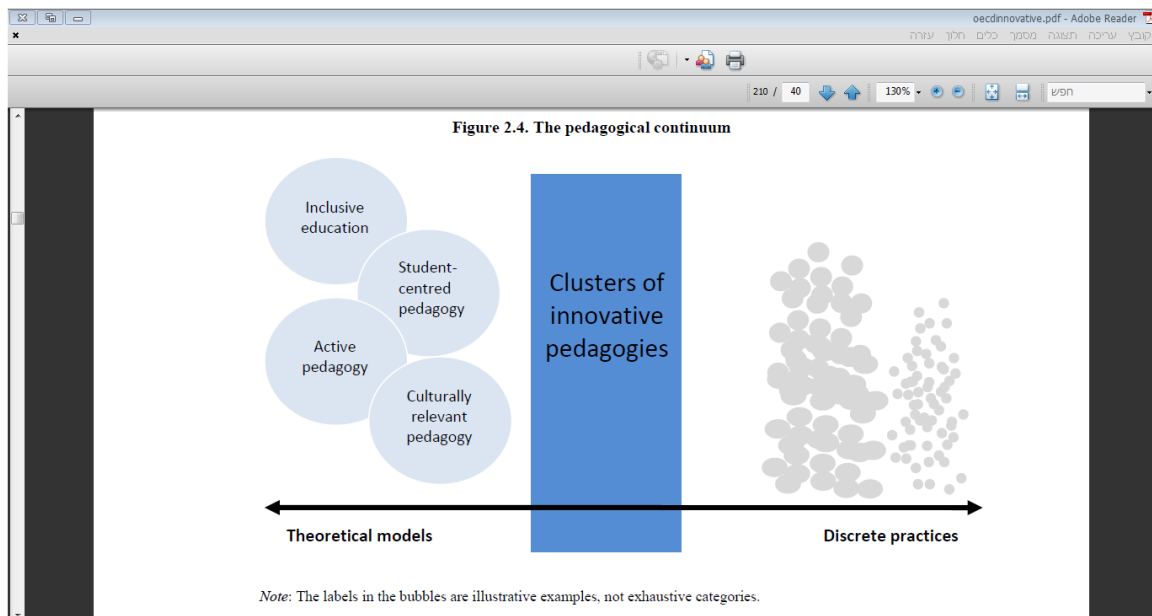 oecdinnovative.pdf - Adobe Reader
קובץ עריכה תצוגה מסמך כלים חלון עזרה
210 / 40 130% חפש
Figure 2.4. The pedagogical continuum
Inclusive
education
Student-
centred
pedagogy
Active
pedagogy
Culturally
relevant
pedagogy
Clusters of
innovative
pedagogies
Theoretical models
Discrete practices
Note: The labels in the bubbles are illustrative examples, not exhaustive categories.